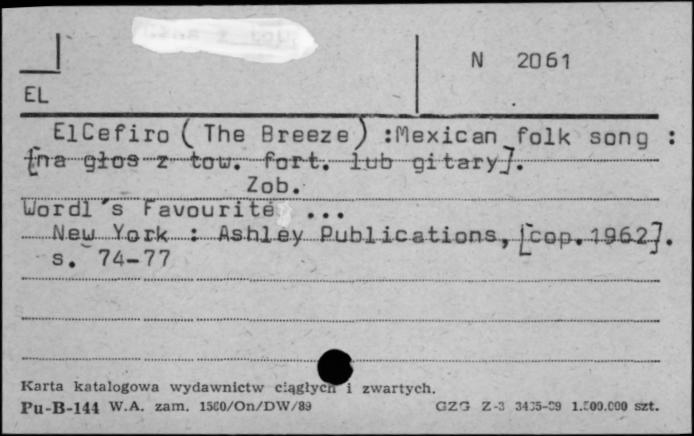 N 2061
EL
ElCefiro (The Breeze) :Mexican folk song :
[na głos z tow. fort. lub gitary].
Zob.
Wordl's Favourite ...
New York : Ashley Publications, [cop.1962].
s. 74-77
Karta katalogowa wydawnictw ciągłych i zwartych.
Pu-B-144 W.A. zam. 1500/On/DW/89 GZG Z-3 3435-89 1.500.000 szt.